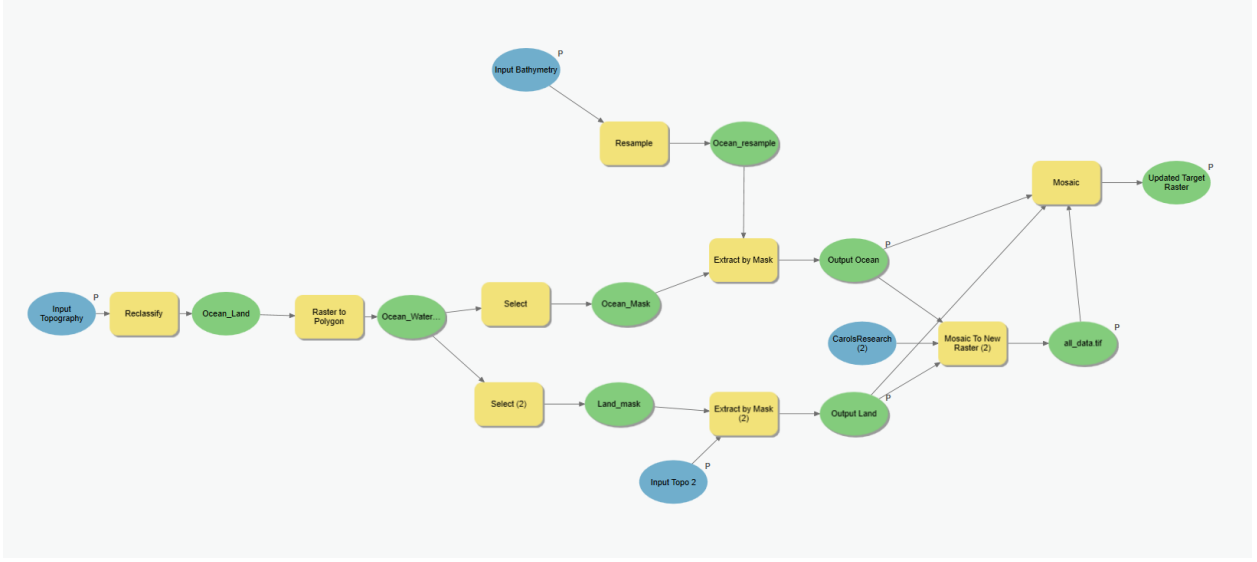 P
Input Bathymetry
Resample
Ocean_resample
Mosaic
P
Updated Target
Raster
Extract by Mask
P
Output Ocean
P
Input
Topography
Reclassify
Ocean_Land
Raster to
Polygon
Ocean_Water...
Select
Ocean_Mask
CarolsResearch
(2)
Mosaic To New
Raster (2)
P
all_data.tif
Select (2)
Land_mask
Extract by Mask
(2)
P
Output Land
P
Input Topo 2